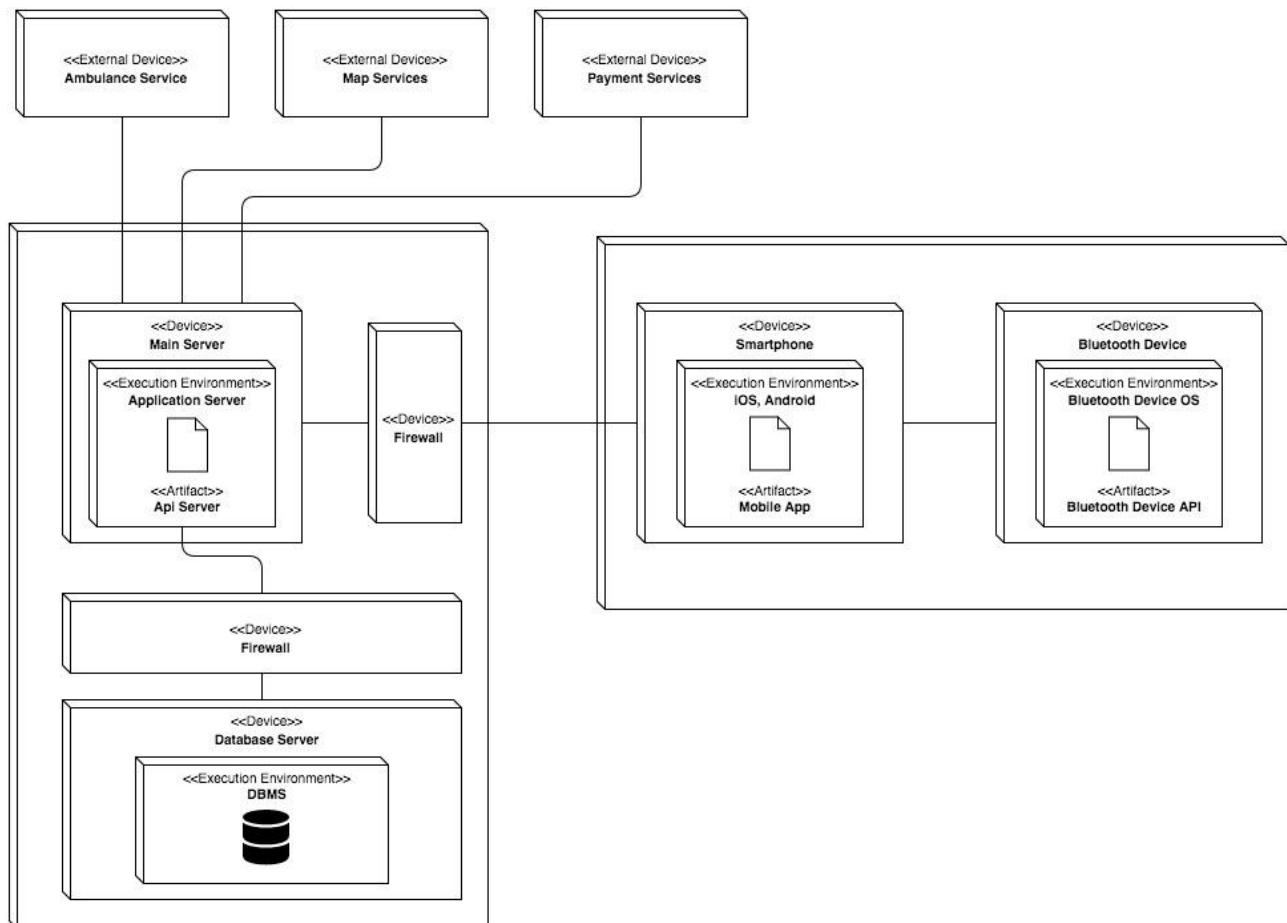 <<External Device>>
Ambulance Service
<<External Device>>
Map Services
<<External Device>>
Payment Services
<<Device>>
Main Server
<<Execution Environment>>
Application Server
<<Artifact>>
Api Server
<<Device>>
Firewall
<<Device>>
Smartphone
<<Execution Environment>>
iOS, Android
<<Artifact>>
Mobile App
<<Device>>
Bluetooth Device
<<Execution Environment>>
Bluetooth Device OS
<<Artifact>>
Bluetooth Device API
<<Device>>
Firewall
<<Device>>
Database Server
<<Execution Environment>>
DBMS